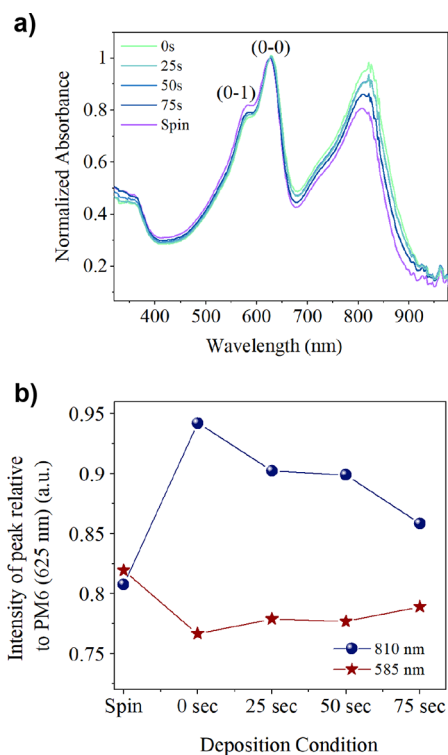 a)
0s
25s
50s
75s
Spin
(0-0)
(0-1)
Normalized Absorbance
1
0.8
0.6
0.4
0.2
400 500 600 700 800 900
Wavelength (nm)
b)
Intensity of peak relative
to PM6 (625 nm) (a.u.)
0.95
0.9
0.85
0.8
0.75
810 nm
585 nm
Spin 0 sec 25 sec 50 sec 75 sec
Deposition Condition